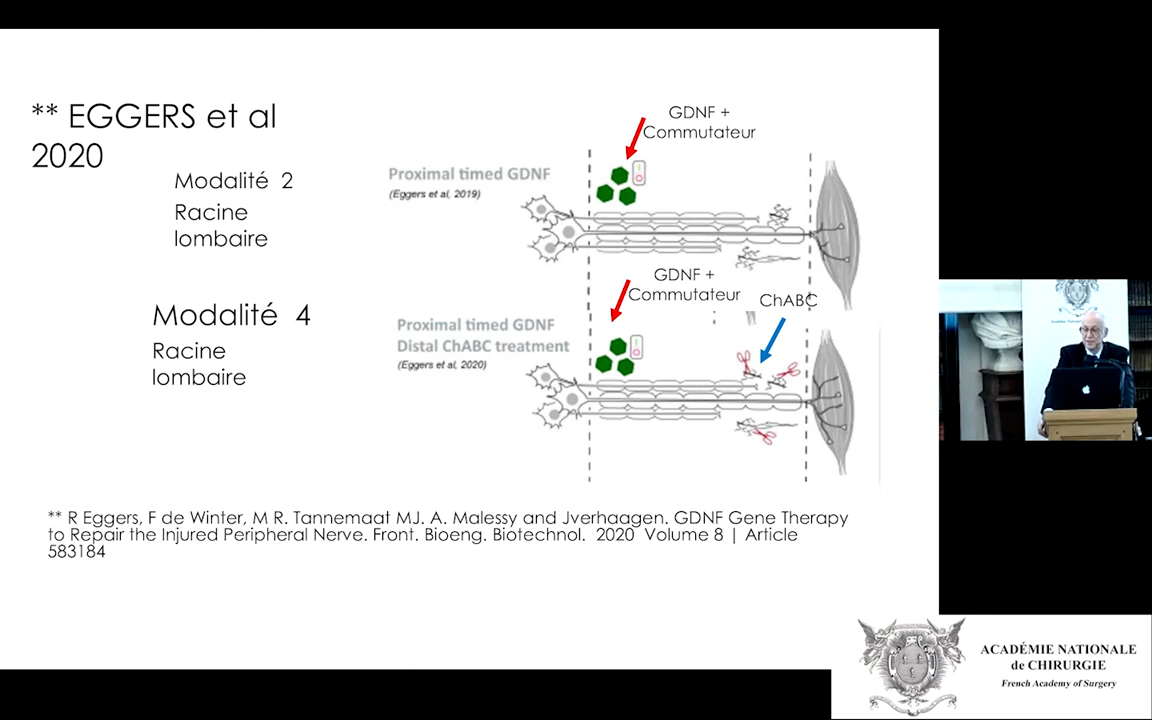 ** EGGERS et al
2020
Modalité 2
Racine
lombaire
GDNF +
Commutateur
Proximal timed GDNF
(Eggers et al, 2019)
Modalité 4
Racine
lombaire
GDNF +
Commutateur
ChABC
Proximal timed GDNF
Distal ChABC treatment
(Eggers et al, 2020)
** R Eggers, F de Winter, M R. Tannemaat MJ. A. Malessy and Jverhaagen. GDNF Gene Therapy
to Repair the Injured Peripheral Nerve. Front. Bioeng. Biotechnol. 2020 Volume 8 | Article
583184
ACADÉMIE NATIONALE
de CHIRURGIE
French Academy of Surgery